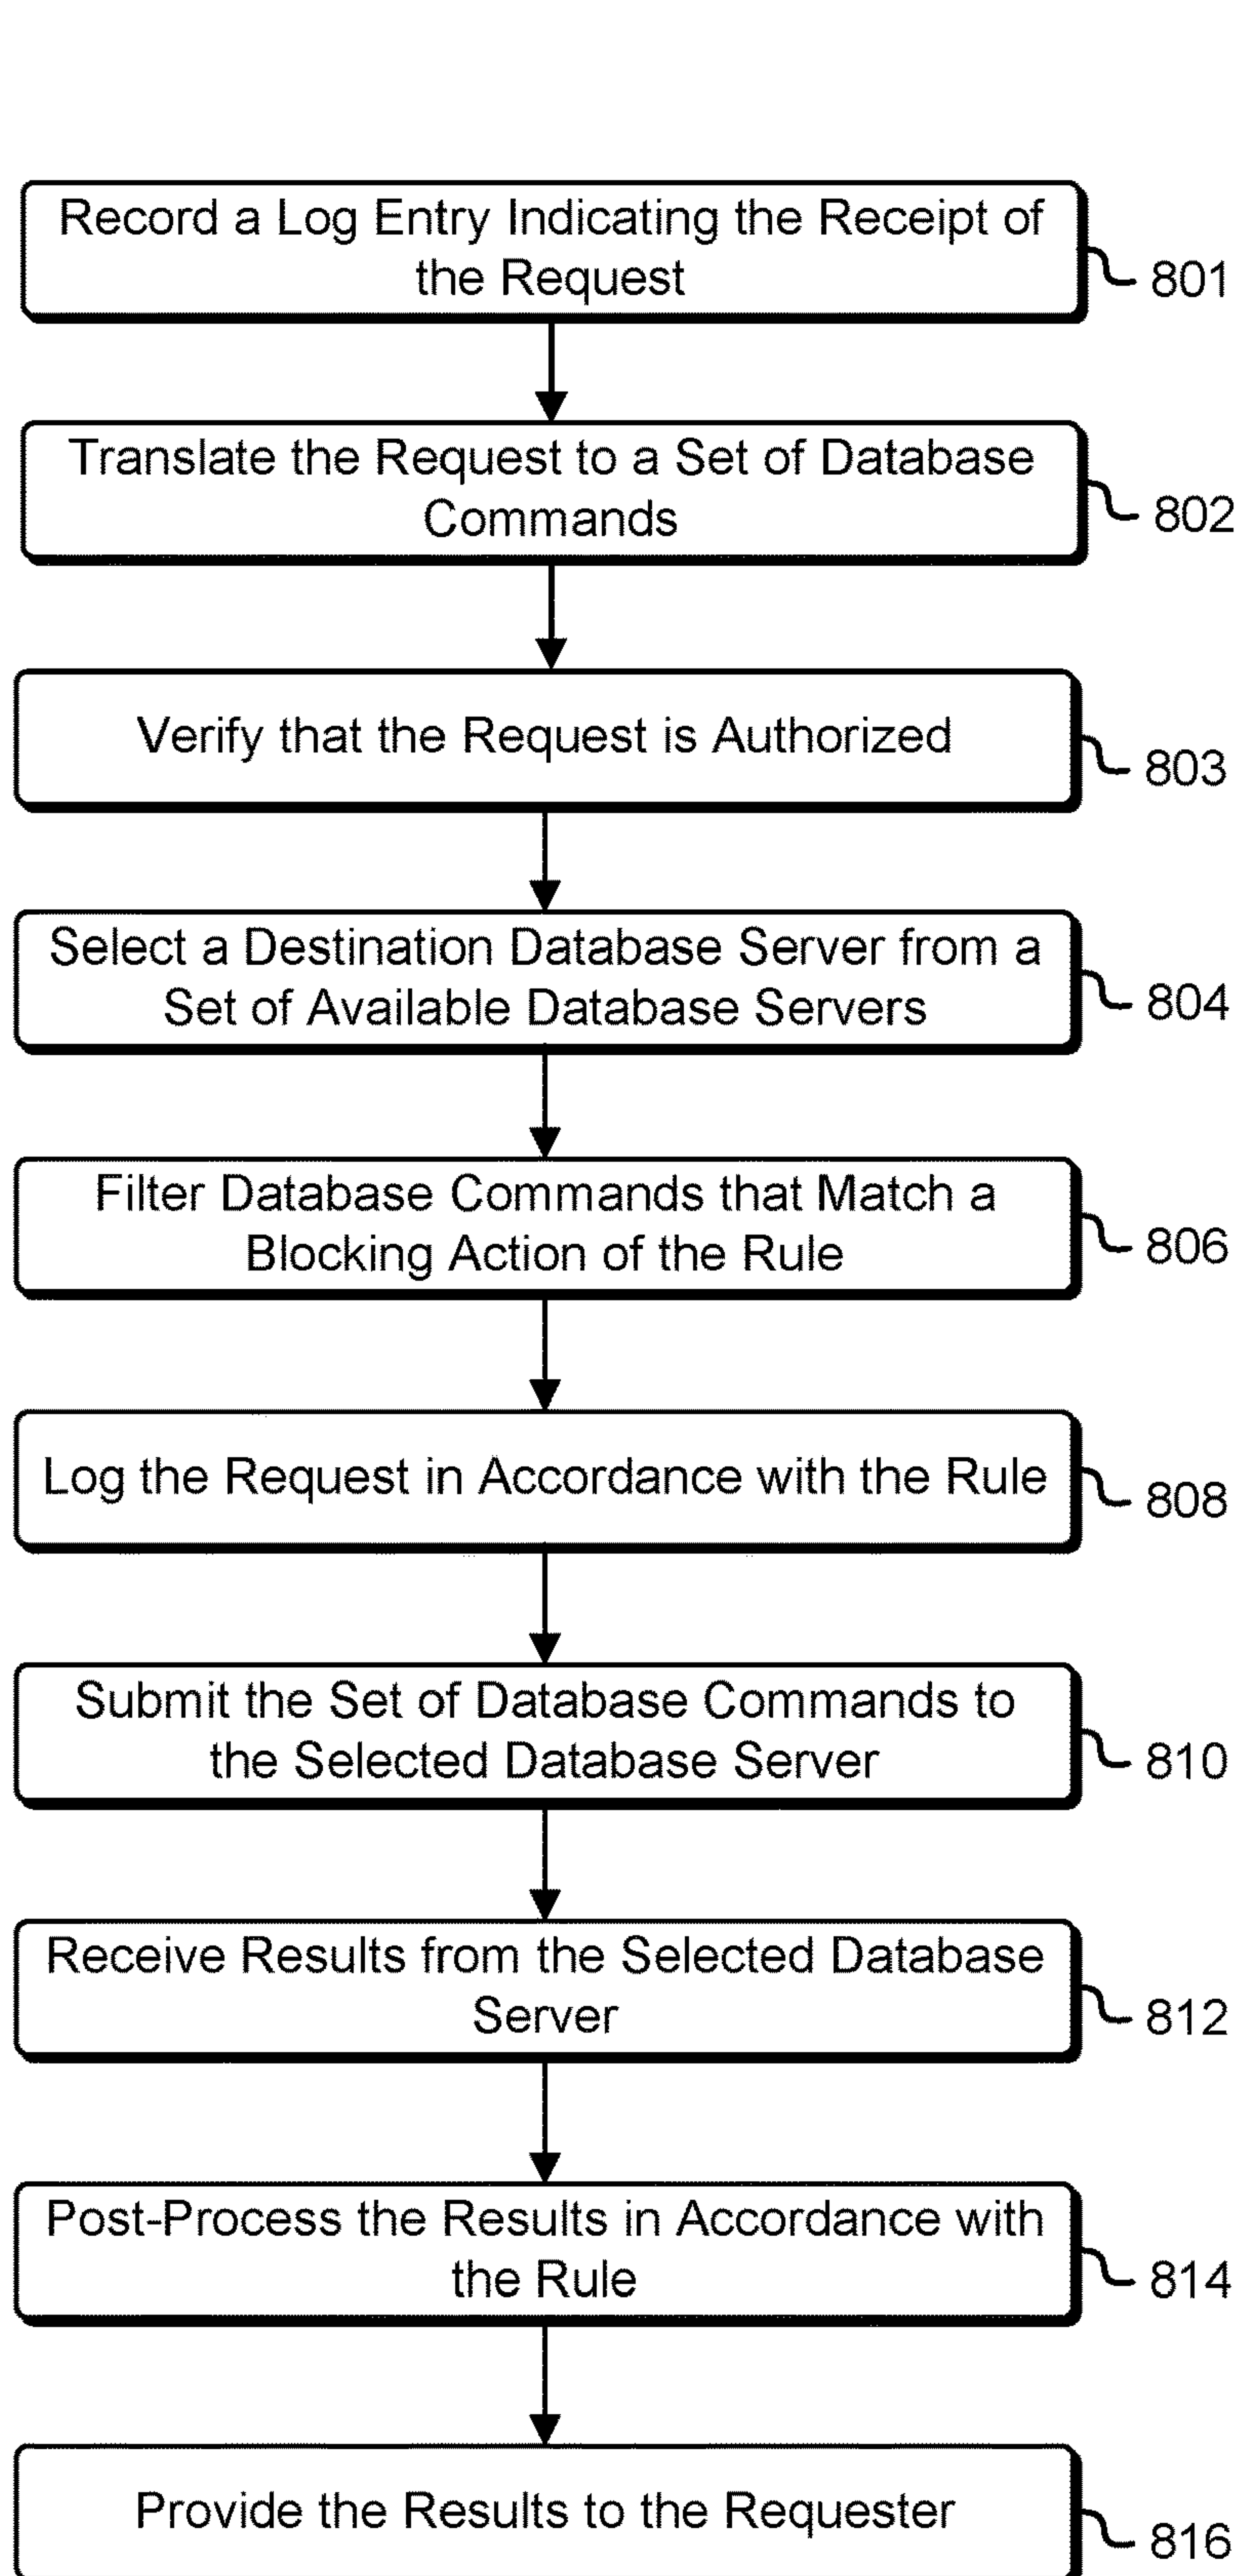 Record a Log Entry Indicating the Receipt of
the Request
801
Translate the Request to a Set of Database
Commands
802
Verify that the Request is Authorized
803
Select a Destination Database Server from a
Set of Available Database Servers
804
Filter Database Commands that Match a
Blocking Action of the Rule
806
Log the Request in Accordance with the Rule
808
Submit the Set of Database Commands to
the Selected Database Server
810
Receive Results from the Selected Database
Server
812
Post-Process the Results in Accordance with
the Rule
814
Provide the Results to the Requester
816